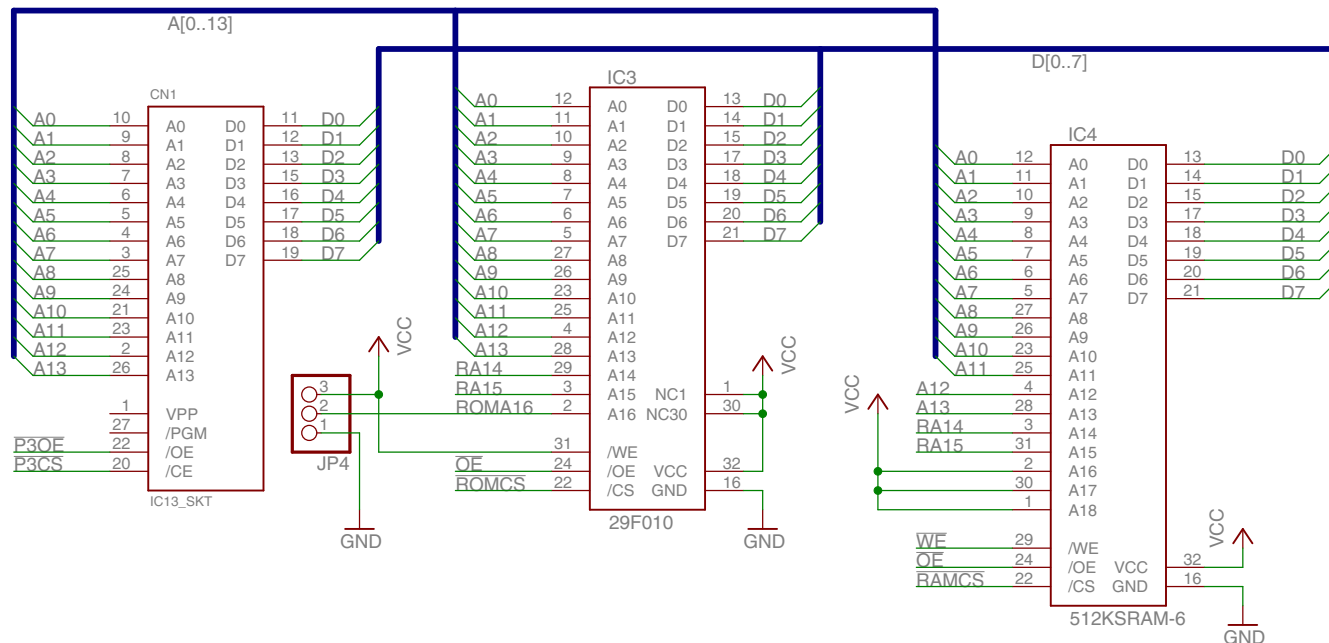 A[0..13]
D[0..7]
CN1
A0 10 A0 D0 11 D0
A1 9 A1 D1 12 D1
A2 8 A2 D2 13 D2
A3 7 A3 D3 15 D3
A4 6 A4 D4 16 D4
A5 5 A5 D5 17 D5
A6 4 A6 D6 18 D6
A7 3 A7 D7 19 D7
A8 25 A8
A9 24 A9
A10 21 A10
A11 23 A11
A12 2 A12
A13 26 A13
1 VPP
27 /PGM
P3OE 22 /OE
P3CS 20 /CE
IC13_SKT
VCC
3
2
1
JP4
GND
IC3
A0 12 A0 D0 13 D0
A1 11 A1 D1 14 D1
A2 10 A2 D2 15 D2
A3 9 A3 D3 17 D3
A4 8 A4 D4 18 D4
A5 7 A5 D5 19 D5
A6 6 A6 D6 20 D6
A7 5 A7 D7 21 D7
A8 27 A8
A9 26 A9
A10 23 A10
A11 25 A11
A12 4 A12
A13 28 A13
RA14 29 A14
RA15 3 A15 NC1 1
ROMA16 2 A16 NC30 30
31 /WE
OE 24 /OE VCC 32
ROMCS 22 /CS GND 16
29F010
VCC
GND
IC4
A0 12 A0 D0 13 D0
A1 11 A1 D1 14 D1
A2 10 A2 D2 15 D2
A3 9 A3 D3 17 D3
A4 8 A4 D4 18 D4
A5 7 A5 D5 19 D5
A6 6 A6 D6 20 D6
A7 5 A7 D7 21 D7
A8 27 A8
A9 26 A9
A10 23 A10
A11 25 A11
A12 4 A12
A13 28 A13
RA14 3 A14
RA15 31 A15
2 A16
30 A17
1 A18
VCC
WE 29 /WE
OE 24 /OE VCC 32
RAMCS 22 /CS GND 16
512KSRAM-6
VCC
GND